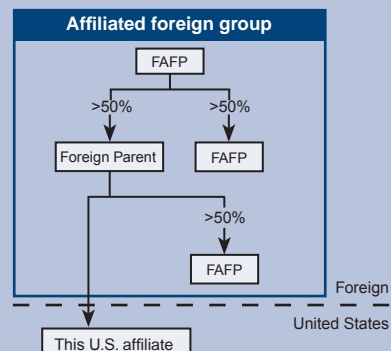 Affiliated foreign group
FAFP
>50% >50%
Foreign Parent FAFP
>50%
FAFP
Foreign
United States
This U.S. affiliate